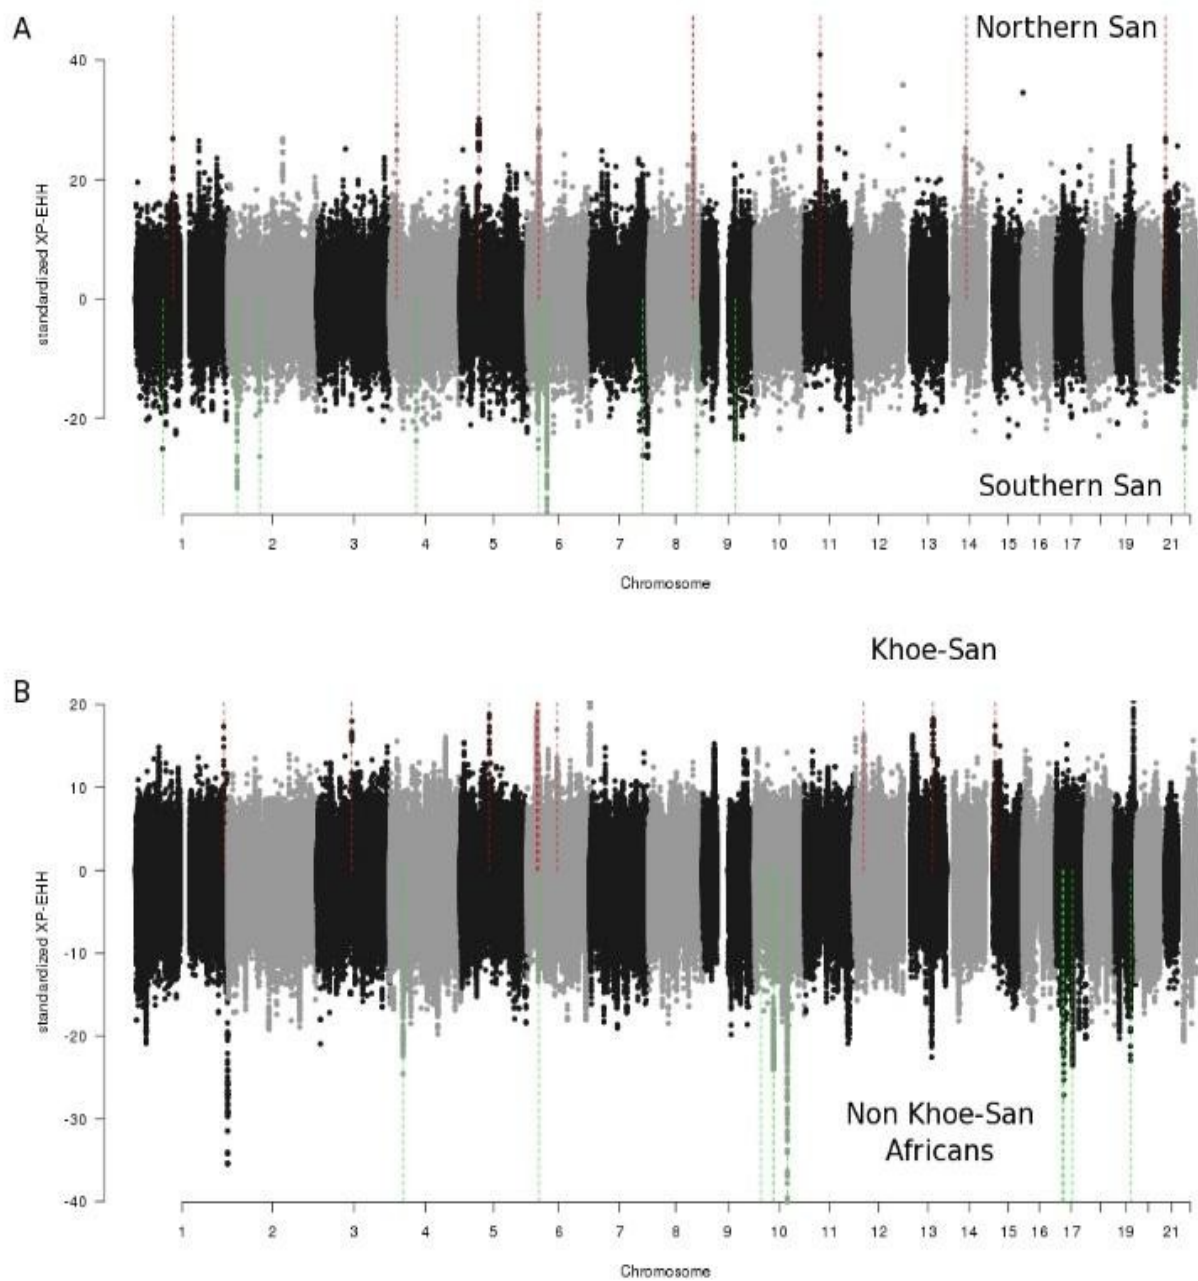 A
Northern San
40
20
0
-20
standardized XP-EHH
Southern San
1 2 3 4 5 6 7 8 9 10 11 12 13 14 15 16 17 19 21
Chromosome
Khoe-San
B
20
10
0
-10
-20
-30
-40
standardized XP-EHH
Non Khoe-San
Africans
1 2 3 4 5 6 7 8 9 10 11 12 13 14 15 16 17 19 21
Chromosome